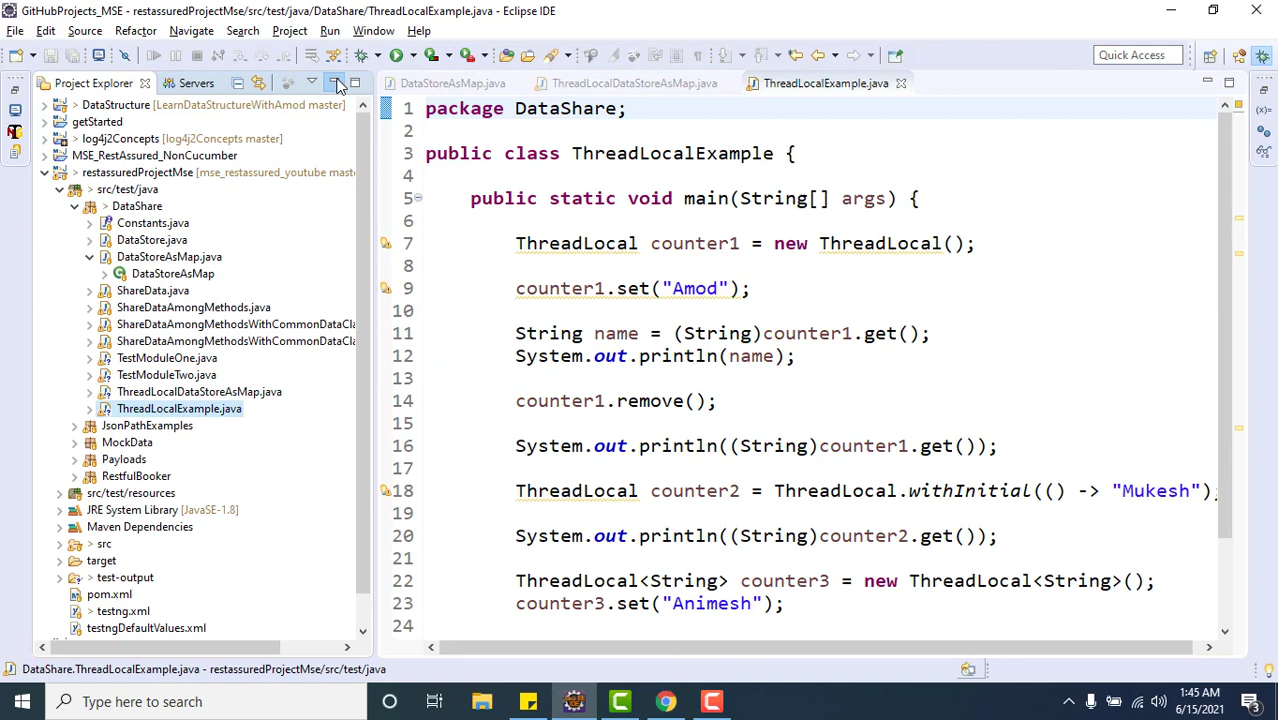 GitHubProjects_MSE - restassuredProjectMse/src/test/java/DataShare/ThreadLocalExample.java - Eclipse IDE
File Edit Source Refactor Navigate Search Project Run Window Help
Quick Access
Project Explorer Servers
DataStoreAsMap.java ThreadLocalDataStoreAsMap.java ThreadLocalExample.java
> DataStructure [LearnDataStructureWithAmod master]
getStarted
> log4j2Concepts [log4j2Concepts master]
MSE_RestAssured_NonCucumber
> restassuredProjectMse [mse_restassured_youtube maste
> src/test/java
> DataShare
Constants.java
DataStore.java
DataStoreAsMap.java
DataStoreAsMap
ShareData.java
ShareDataAmongMethods.java
ShareDataAmongMethodsWithCommonDataCla
ShareDataAmongMethodsWithCommonDataCla
TestModuleOne.java
TestModuleTwo.java
ThreadLocalDataStoreAsMap.java
ThreadLocalExample.java
> JsonPathExamples
> MockData
> Payloads
> RestfulBooker
src/test/resources
JRE System Library [JavaSE-1.8]
Maven Dependencies
> src
target
> test-output
pom.xml
> testng.xml
testngDefaultValues.xml
1 package DataShare;
2
3 public class ThreadLocalExample {
4
5 public static void main(String[] args) {
6
7 ThreadLocal counter1 = new ThreadLocal();
8
9 counter1.set("Amod");
10
11 String name = (String)counter1.get();
12 System.out.println(name);
13
14 counter1.remove();
15
16 System.out.println((String)counter1.get());
17
18 ThreadLocal counter2 = ThreadLocal.withInitial(() -> "Mukesh");
19
20 System.out.println((String)counter2.get());
21
22 ThreadLocal<String> counter3 = new ThreadLocal<String>();
23 counter3.set("Animesh");
24
DataShare.ThreadLocalExample.java - restassuredProjectMse/src/test/java
Type here to search
1:45 AM
6/15/2021
3